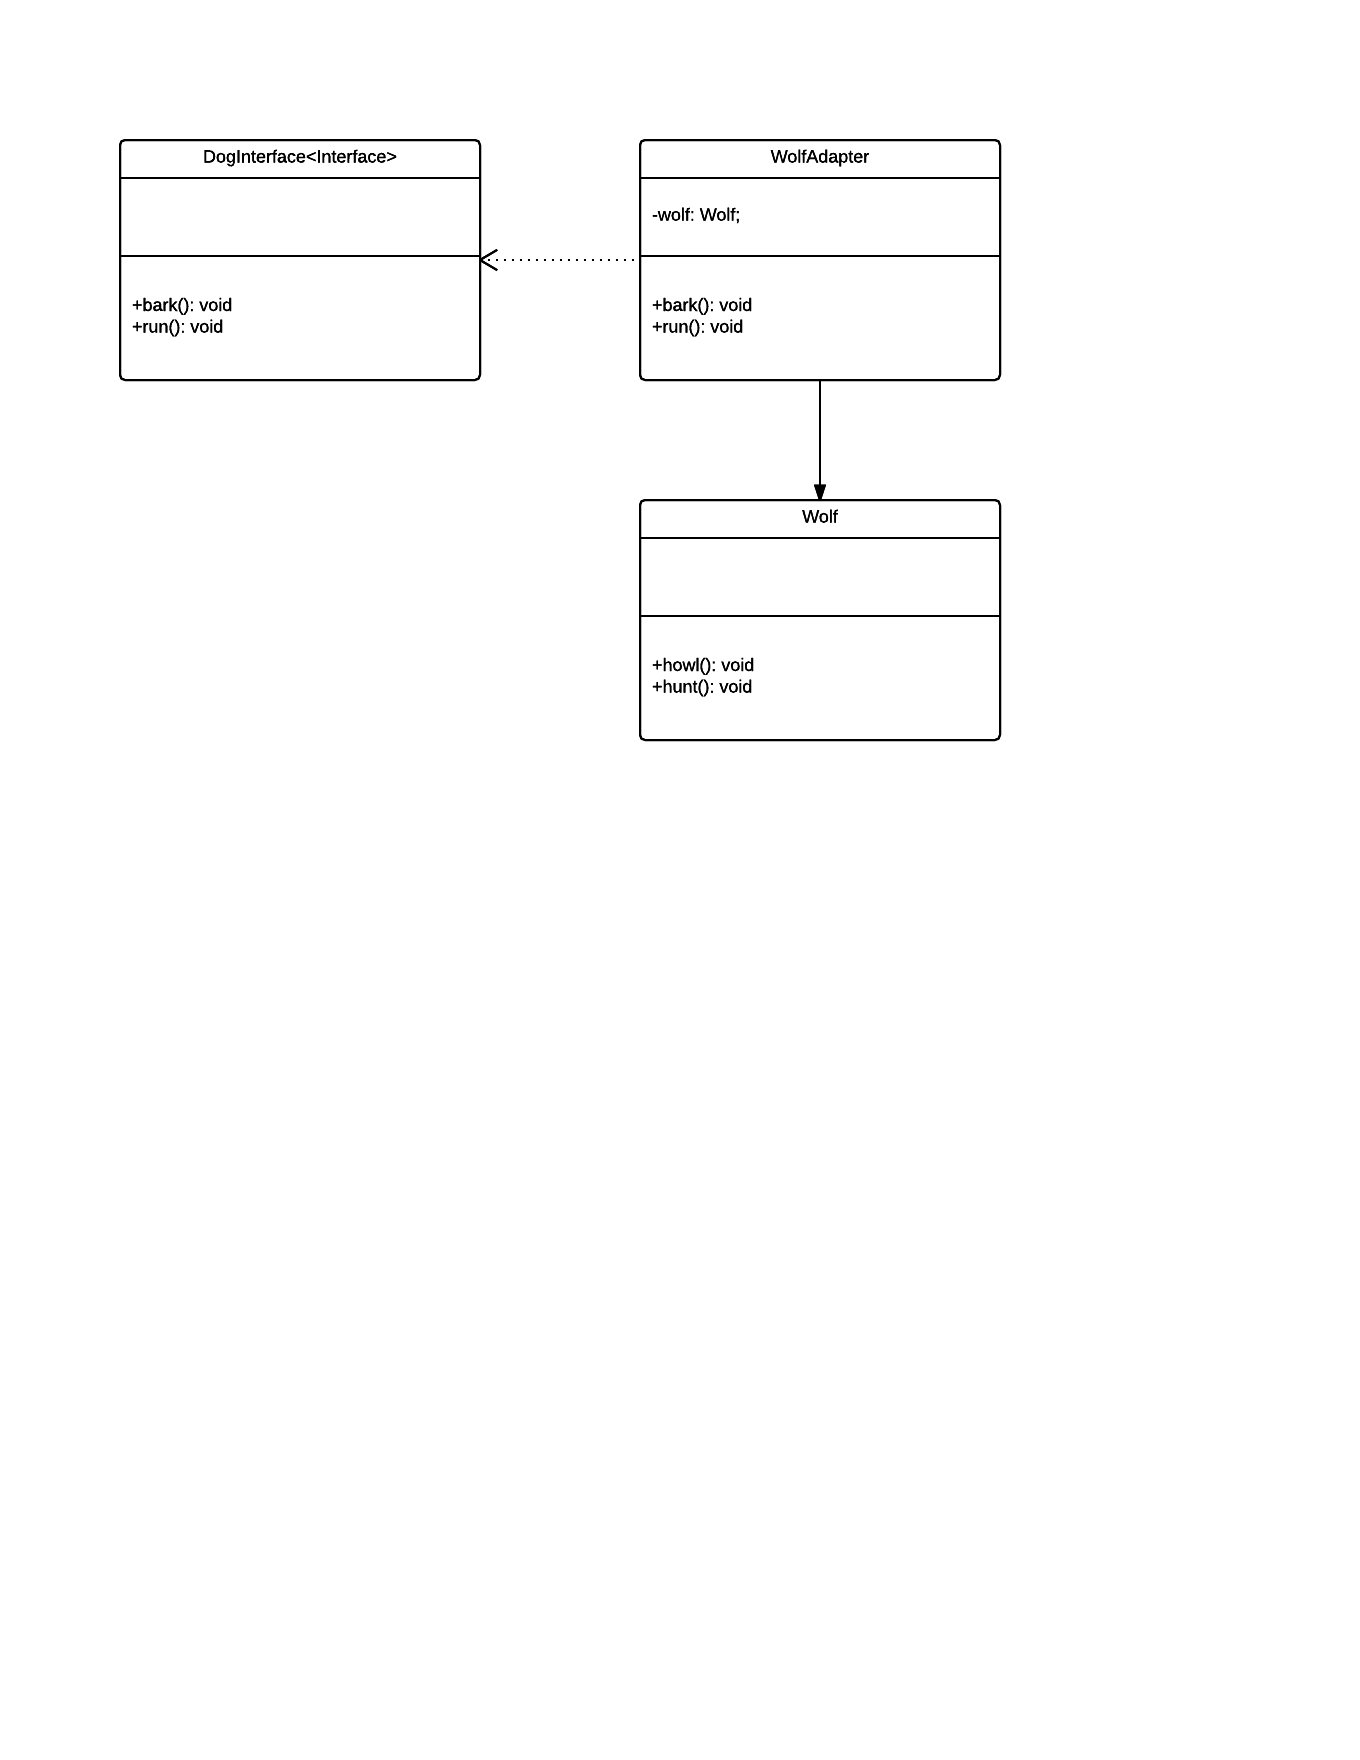 DogInterface<Interface>
+bark(): void
+run(): void
WolfAdapter
-wolf: Wolf;
+bark(): void
+run(): void
Wolf
+howl(): void
+hunt(): void